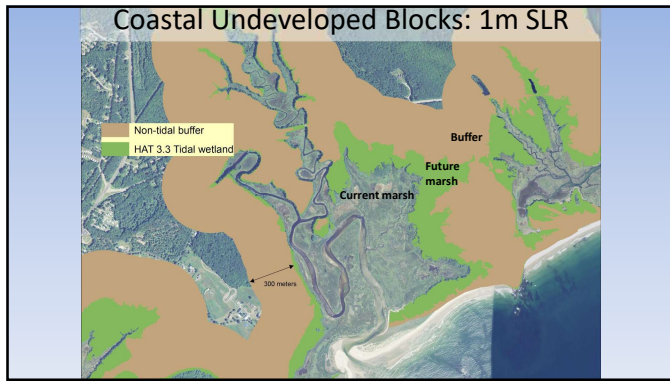 Coastal Undeveloped Blocks: 1m SLR
Non-tidal buffer
HAT 3.3 Tidal wetland
Buffer
Future
marsh
Current marsh
300 meters